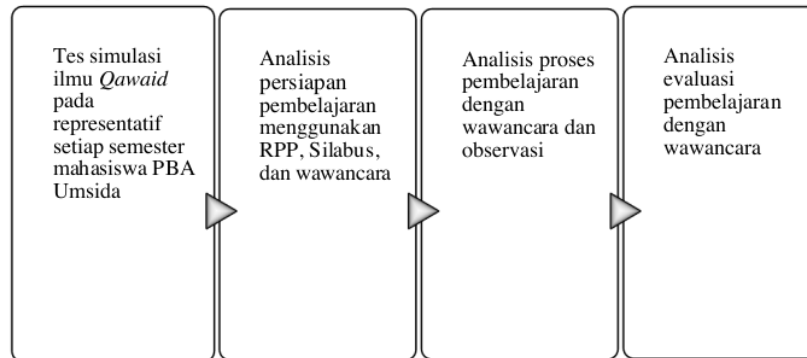 Tes simulasi
ilmu Qawaid
pada
representatif
setiap semester
mahasiswa PBA
Umsida
Analisis
persiapan
pembelajaran
menggunakan
RPP, Silabus,
dan wawancara
Analisis proses
pembelajaran
dengan
wawancara dan
observasi
Analisis
evaluasi
pembelajaran
dengan
wawancara